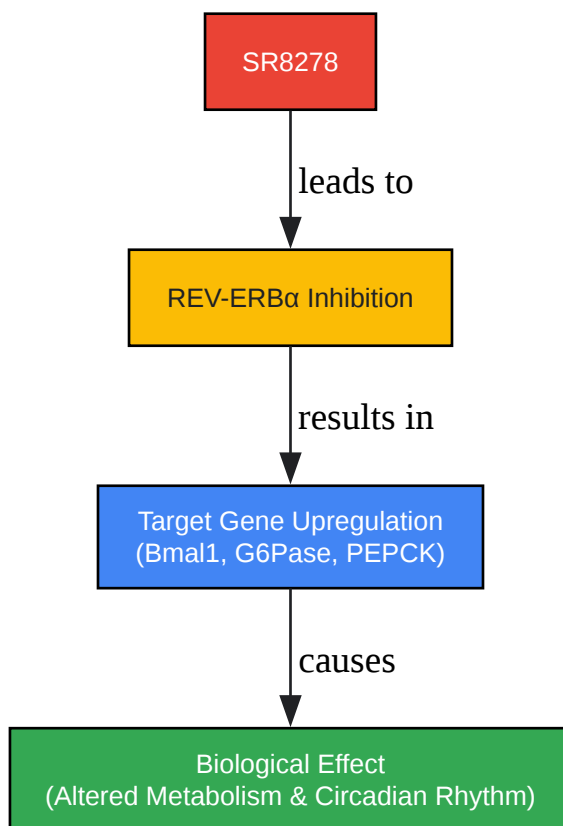 SR8278
leads to
REV-ERBα Inhibition
results in
Target Gene Upregulation
(Bmal1, G6Pase, PEPCK)
causes
Biological Effect
(Altered Metabolism & Circadian Rhythm)